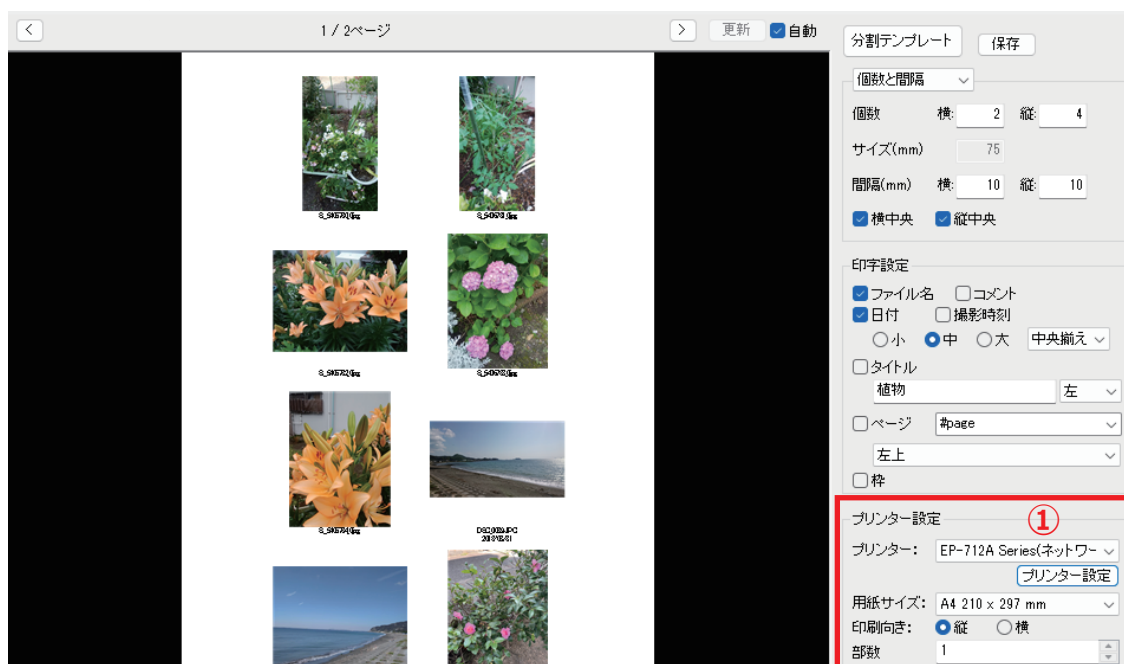 1 / 2ページ
更新 自動
分割テンプレート 保存
個数と間隔
個数 横: 2 縦: 4
サイズ(mm) 75
間隔(mm) 横: 10 縦: 10
横中央 縦中央
印字設定
ファイル名 コメント
日付 撮影時刻
小 中 大 中央揃え
タイトル
植物 左
ページ #page
左上
枠
プリンター設定 ①
プリンター: EP-712A Series(ネットワー
プリンター設定
用紙サイズ: A4 210 x 297 mm
印刷向き: 縦 横
部数 1